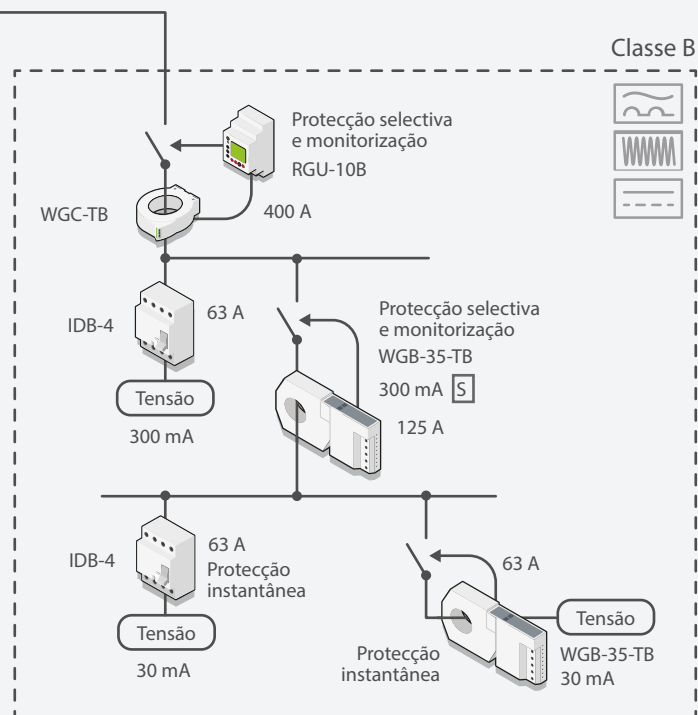 Classe B
Protecção selectiva
e monitorização
RGU-10B
WGC-TB
400 A
IDB-4
63 A
Tensão
300 mA
Protecção selectiva
e monitorização
WGB-35-TB
300 mA S
125 A
IDB-4
63 A
Protecção
instantânea
Tensão
30 mA
63 A
Protecção
instantânea
Tensão
WGB-35-TB
30 mA